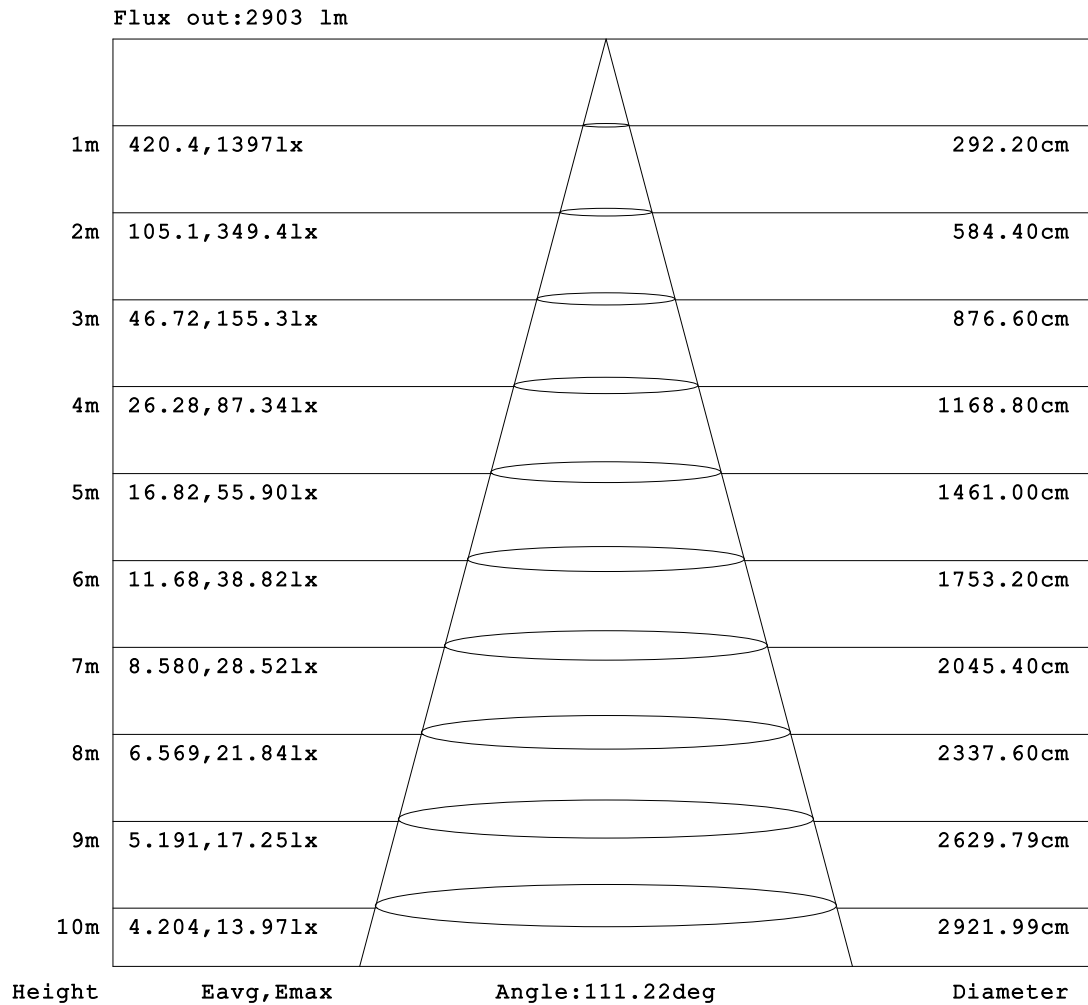 Flux out:2903 lm
1m 420.4,1397lx 292.20cm
2m 105.1,349.4lx 584.40cm
3m 46.72,155.3lx 876.60cm
4m 26.28,87.34lx 1168.80cm
5m 16.82,55.90lx 1461.00cm
6m 11.68,38.82lx 1753.20cm
7m 8.580,28.52lx 2045.40cm
8m 6.569,21.84lx 2337.60cm
9m 5.191,17.25lx 2629.79cm
10m 4.204,13.97lx 2921.99cm
Height Eavg,Emax Angle:111.22deg Diameter